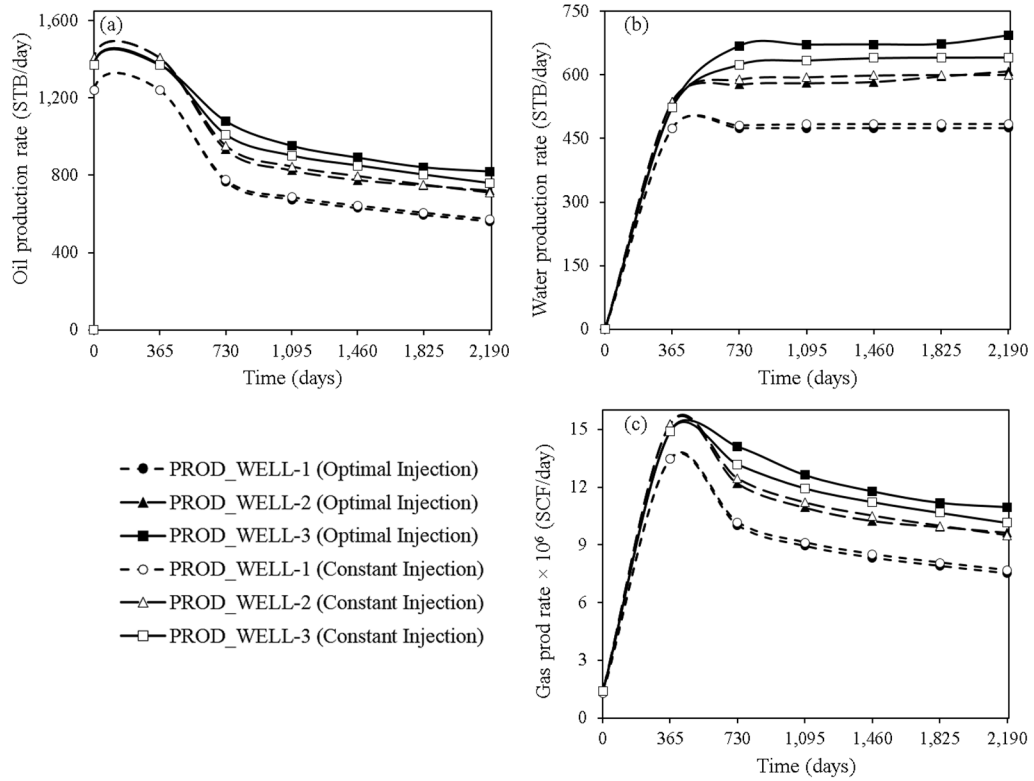 (a)
Oil production rate (STB/day)
1,600
1,200
800
400
0
0 365 730 1,095 1,460 1,825 2,190
Time (days)
(b)
Water production rate (STB/day)
750
600
450
300
150
0
0 365 730 1,095 1,460 1,825 2,190
Time (days)
PROD_WELL-1 (Optimal Injection)
PROD_WELL-2 (Optimal Injection)
PROD_WELL-3 (Optimal Injection)
PROD_WELL-1 (Constant Injection)
PROD_WELL-2 (Constant Injection)
PROD_WELL-3 (Constant Injection)
(c)
Gas prod rate × 10⁶ (SCF/day)
15
12
9
6
3
0
0 365 730 1,095 1,460 1,825 2,190
Time (days)